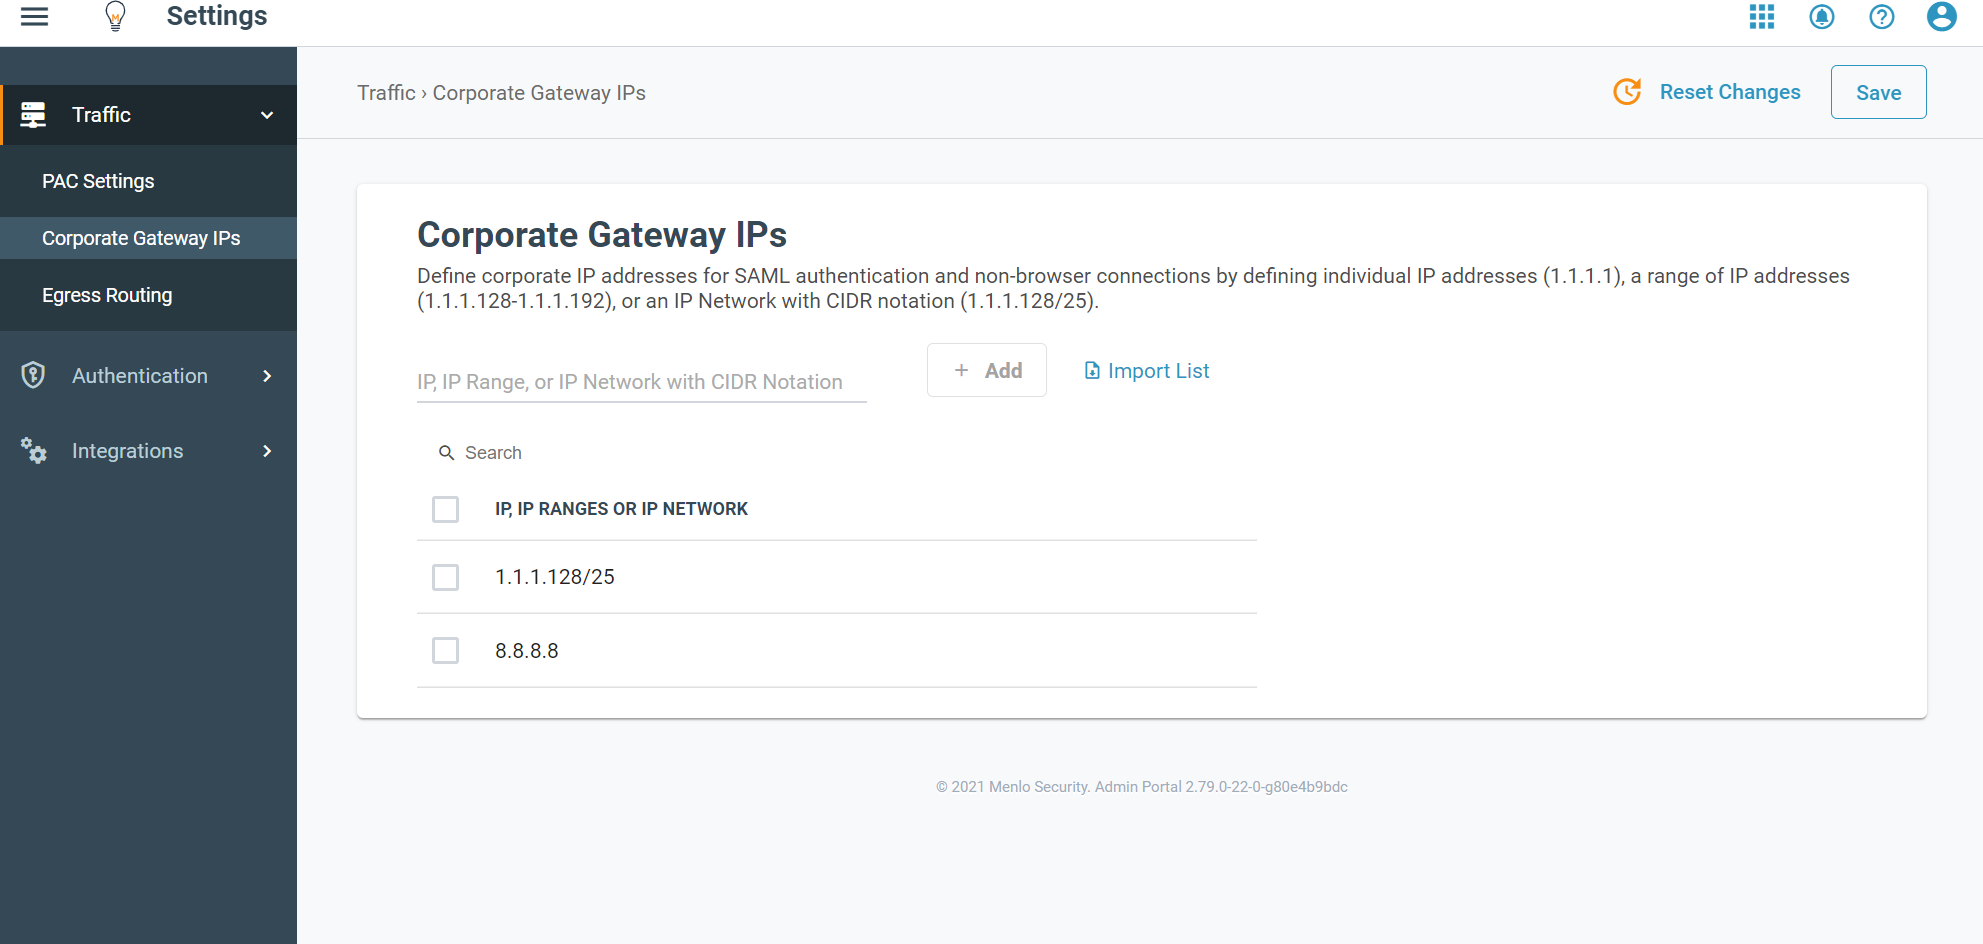 Settings
Traffic
PAC Settings
Corporate Gateway IPs
Egress Routing
Authentication
Integrations
Traffic › Corporate Gateway IPs
Reset Changes
Save
Corporate Gateway IPs
Define corporate IP addresses for SAML authentication and non-browser connections by defining individual IP addresses (1.1.1.1), a range of IP addresses
(1.1.1.128-1.1.1.192), or an IP Network with CIDR notation (1.1.1.128/25).
IP, IP Range, or IP Network with CIDR Notation
+ Add
Import List
Search
IP, IP RANGES OR IP NETWORK
1.1.1.128/25
8.8.8.8
© 2021 Menlo Security. Admin Portal 2.79.0-22-0-g80e4b9bdc